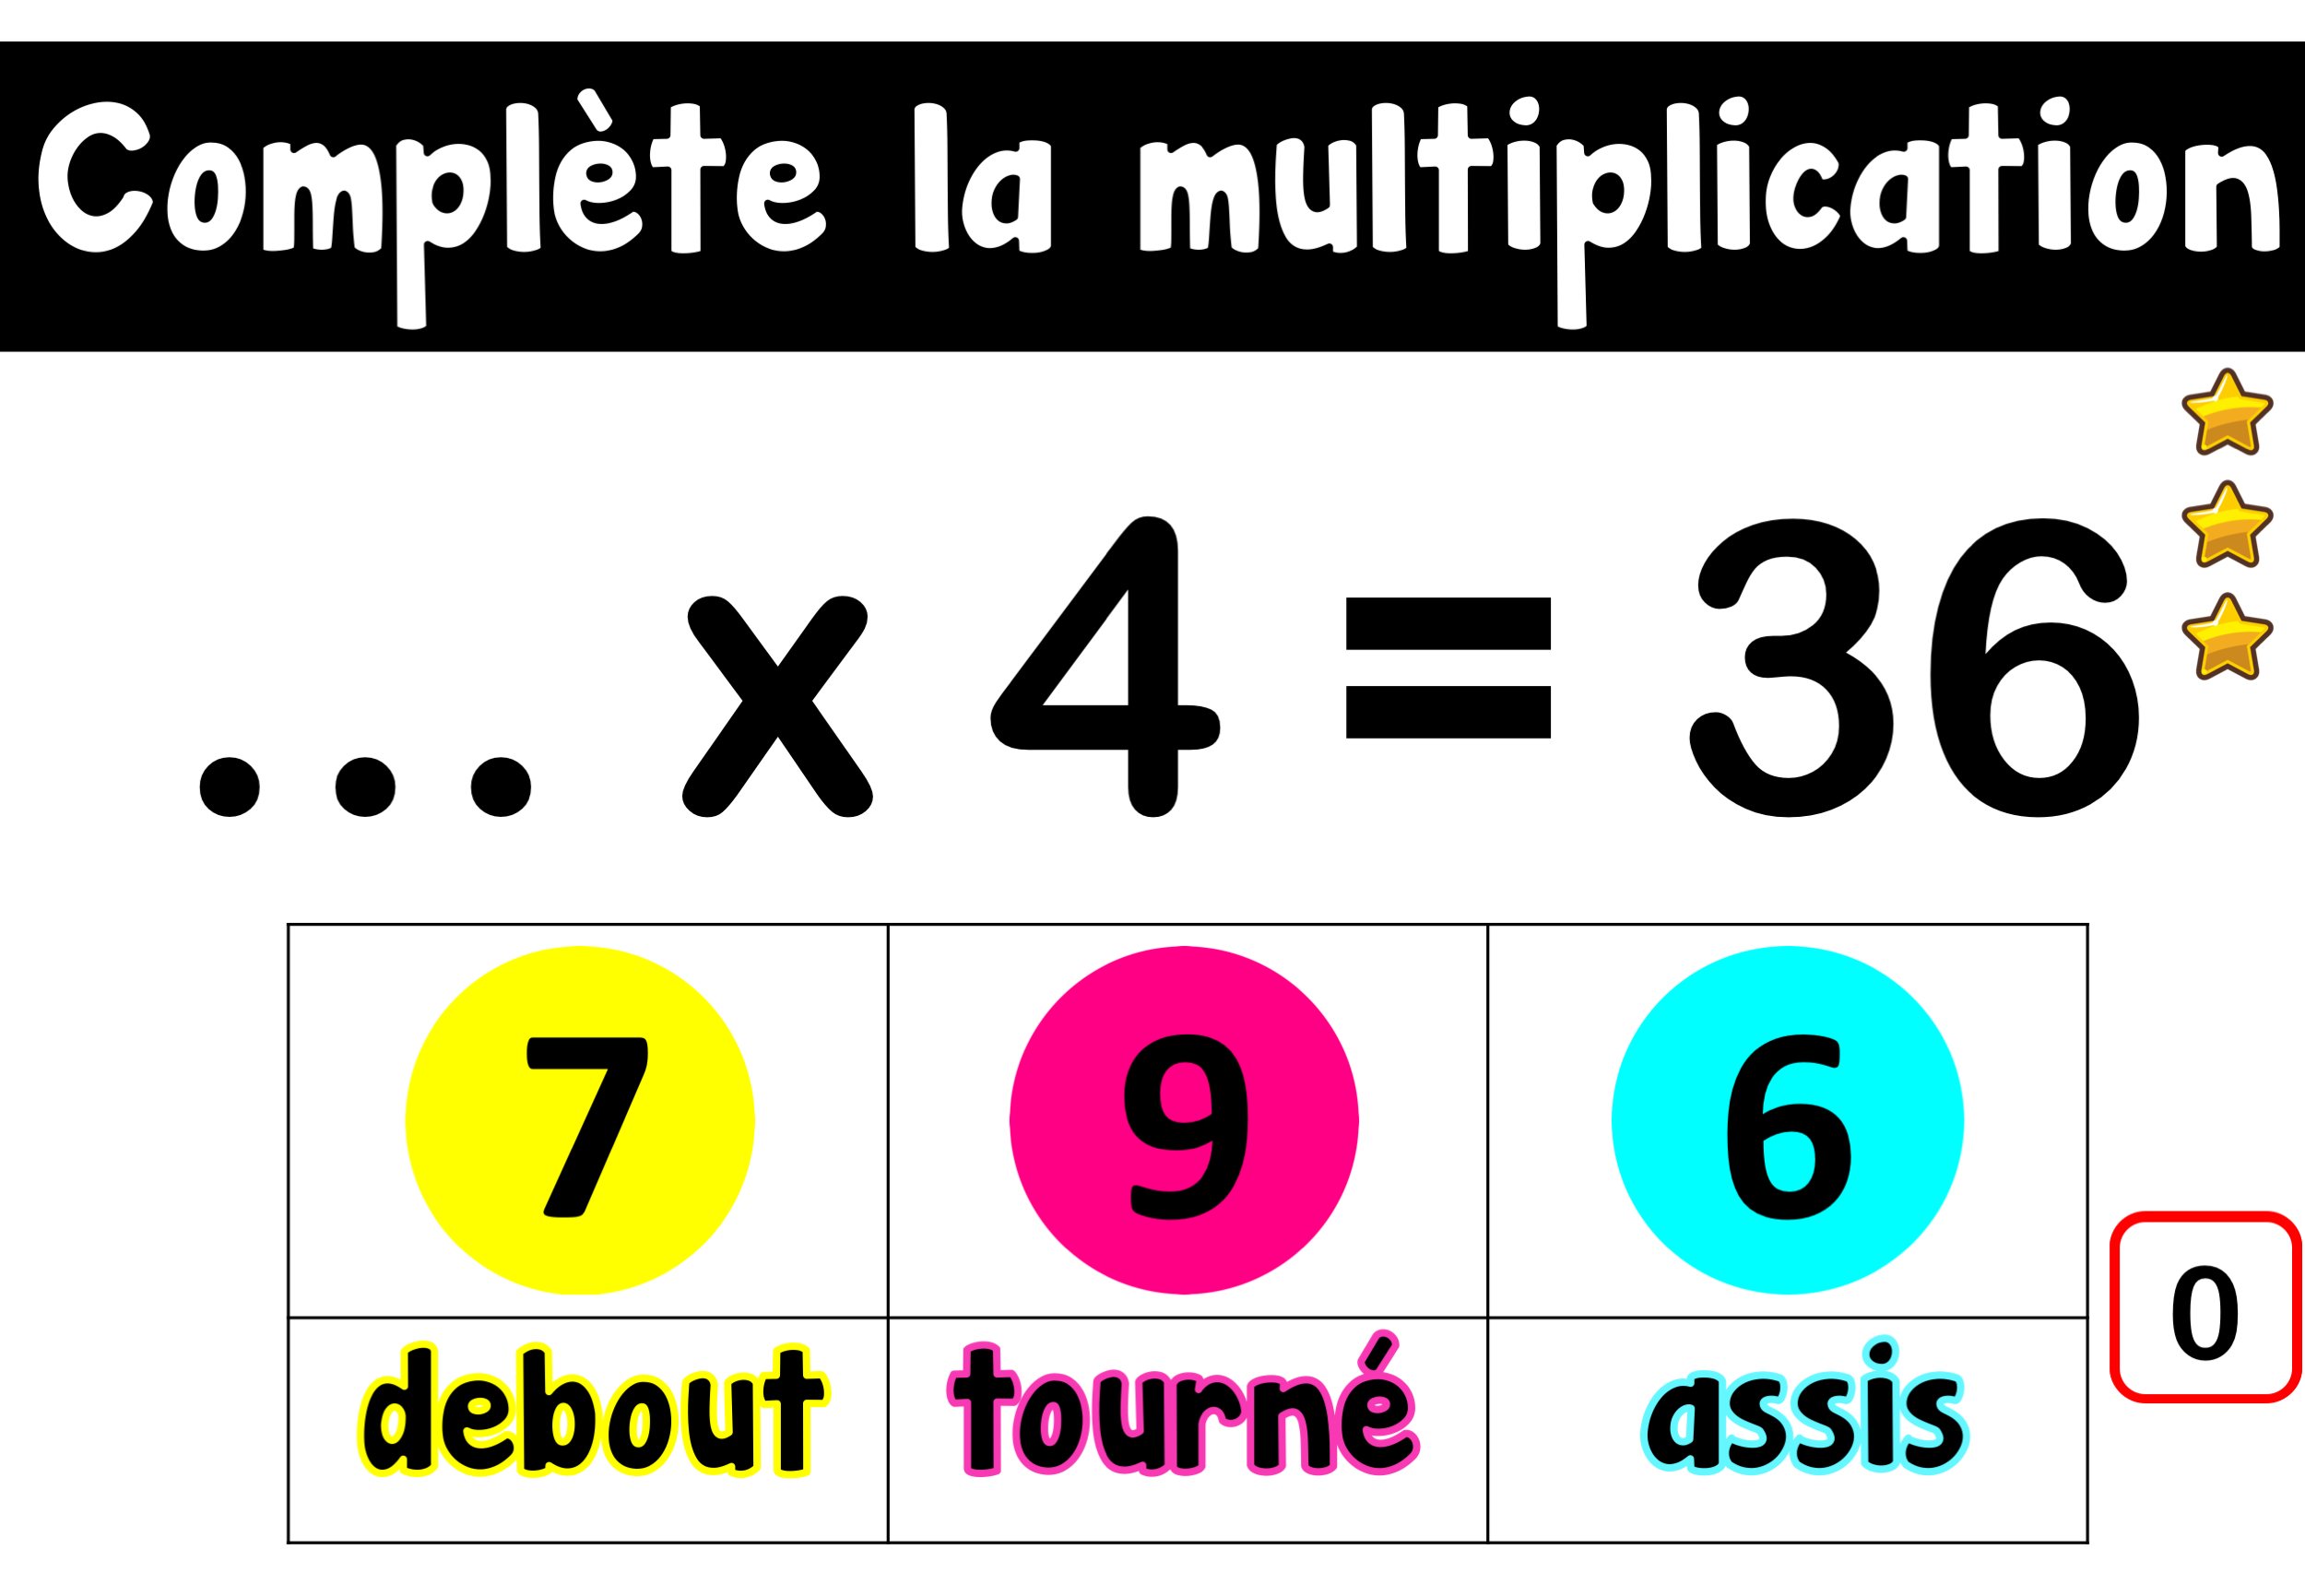 Complète la multiplication
... x 4 = 36
7 9 6
0
debout tourné assis